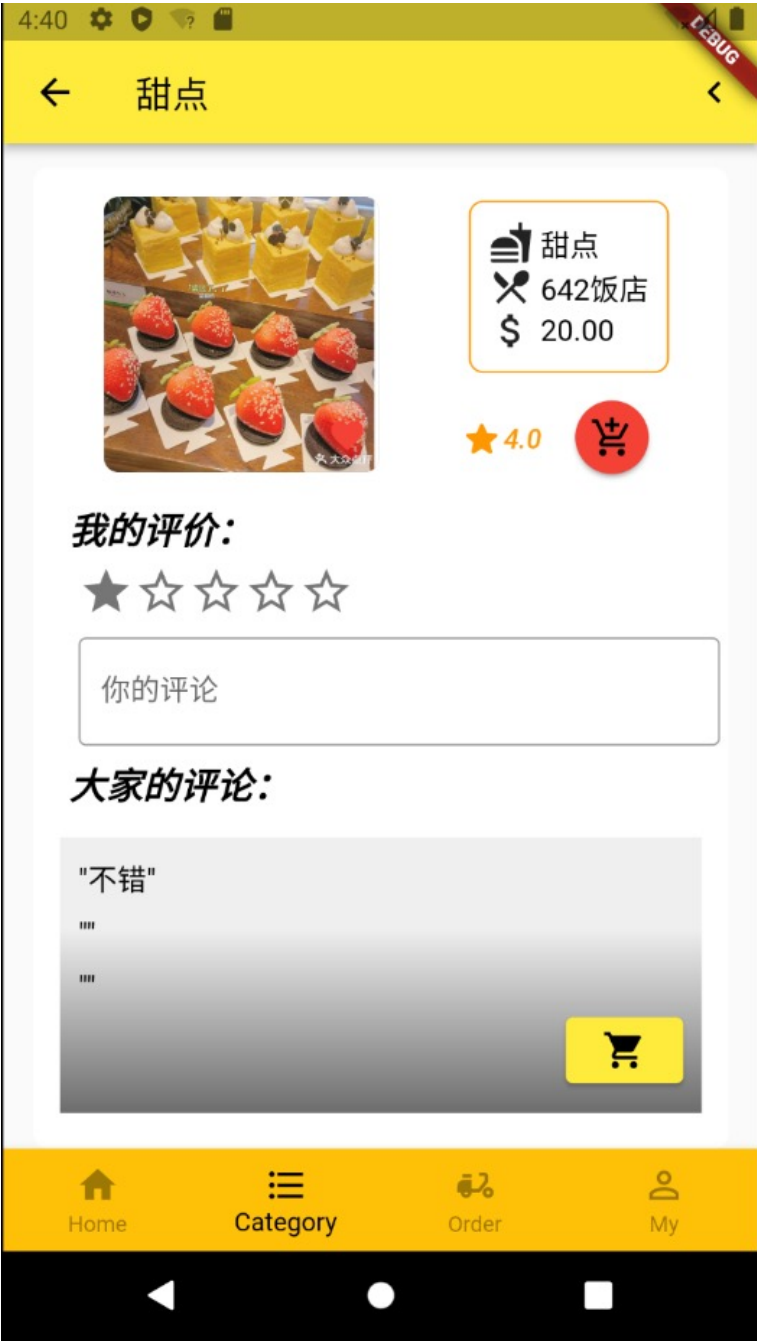 4:40
DEBUG
甜点
甜点
642饭店
$ 20.00
4.0
我的评价：
你的评论
大家的评论：
"不错"
""
""
Home
Category
Order
My